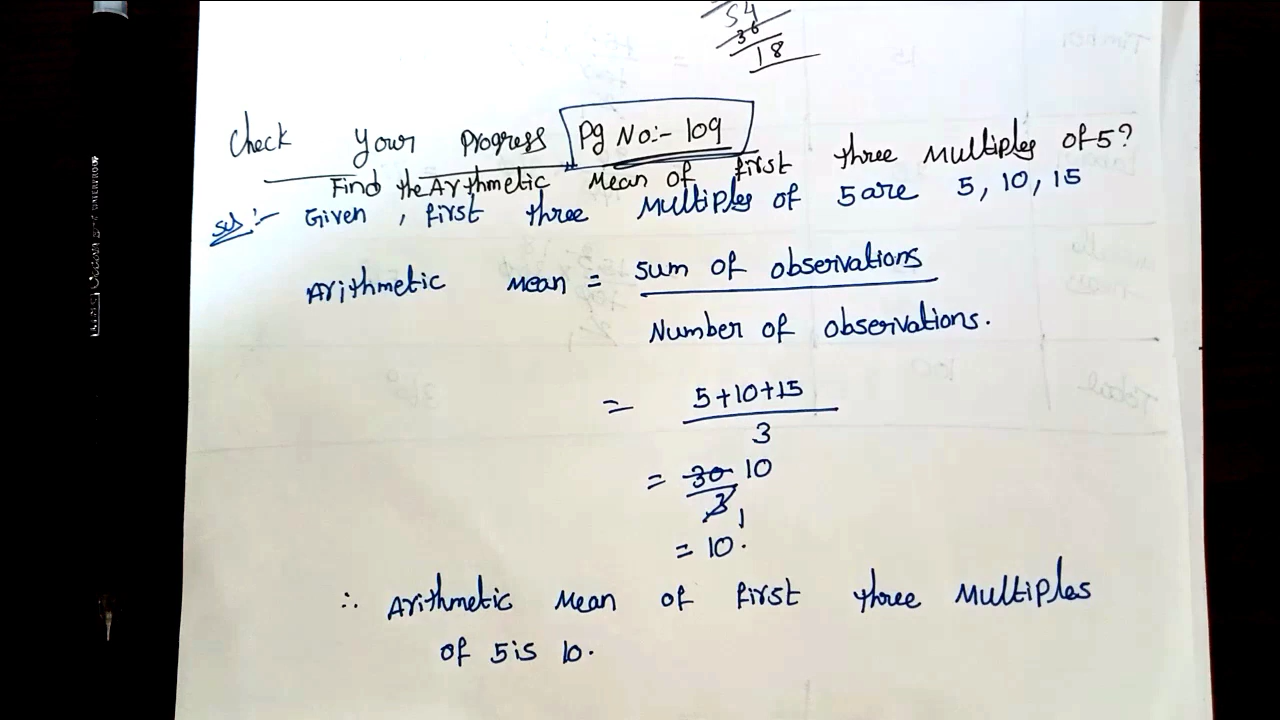 54
36
18
Check Your Progress Pg No:- 109
Find the Arithmetic Mean of first three Multiples of 5?
Sol:- Given, first three Multiples of 5 are 5, 10, 15
Arithmetic Mean = Sum of observations
Number of observations.
= 5+10+15
3
= 30 10
3 1
= 10.
∴ Arithmetic Mean of first three Multiples
of 5 is 10.